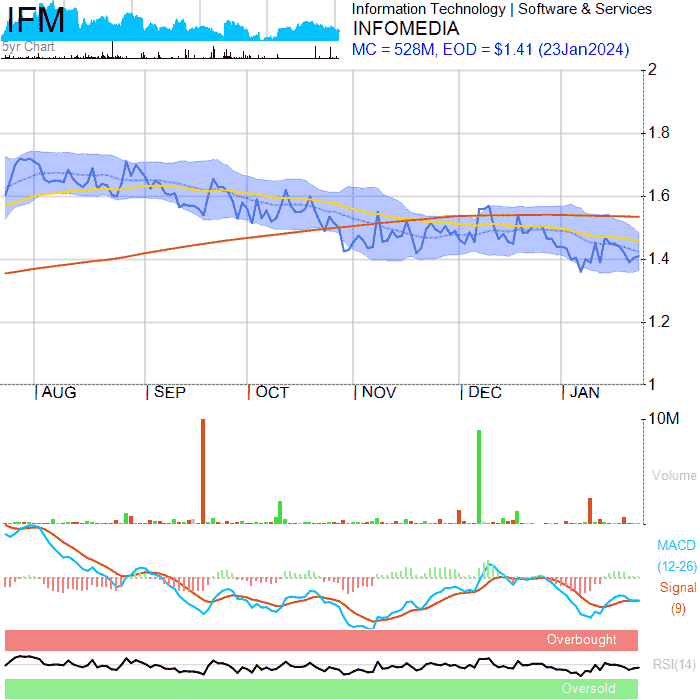 IFM
5yr Chart
Information Technology | Software & Services
INFOMEDIA
MC = 528M, EOD = $1.41 (23Jan2024)
2
1.8
1.6
1.4
1.2
1
AUG SEP OCT NOV DEC JAN
10M
Volume
MACD
(12-26)
Signal
(9)
Overbought
RSI(14)
Oversold